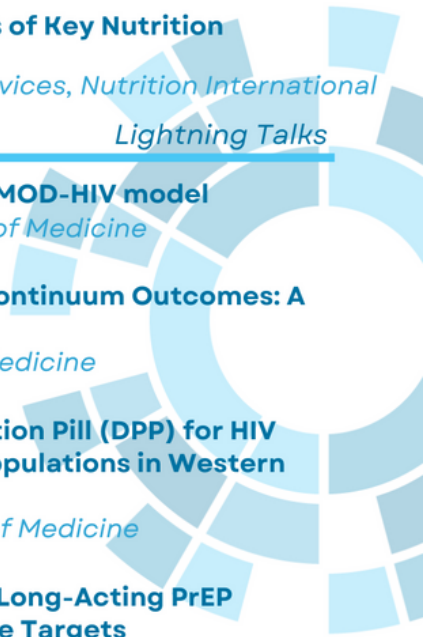 of Key Nutrition
vices, Nutrition International
Lightning Talks
MOD-HIV model
of Medicine
ontinuum Outcomes: A
edicine
tion Pill (DPP) for HIV
opulations in Western
f Medicine
Long-Acting PrEP
e Targets